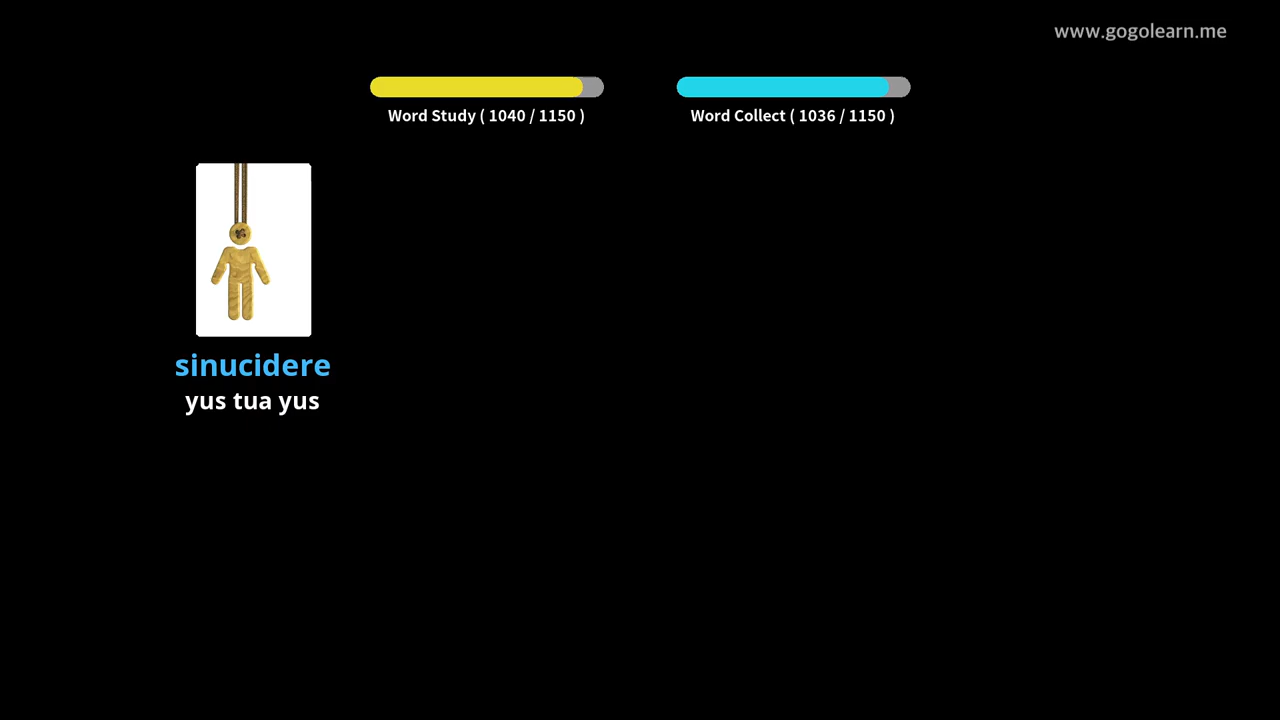 www.gogolearn.me
Word Study ( 1040 / 1150 )
Word Collect ( 1036 / 1150 )
sinucidere
yus tua yus